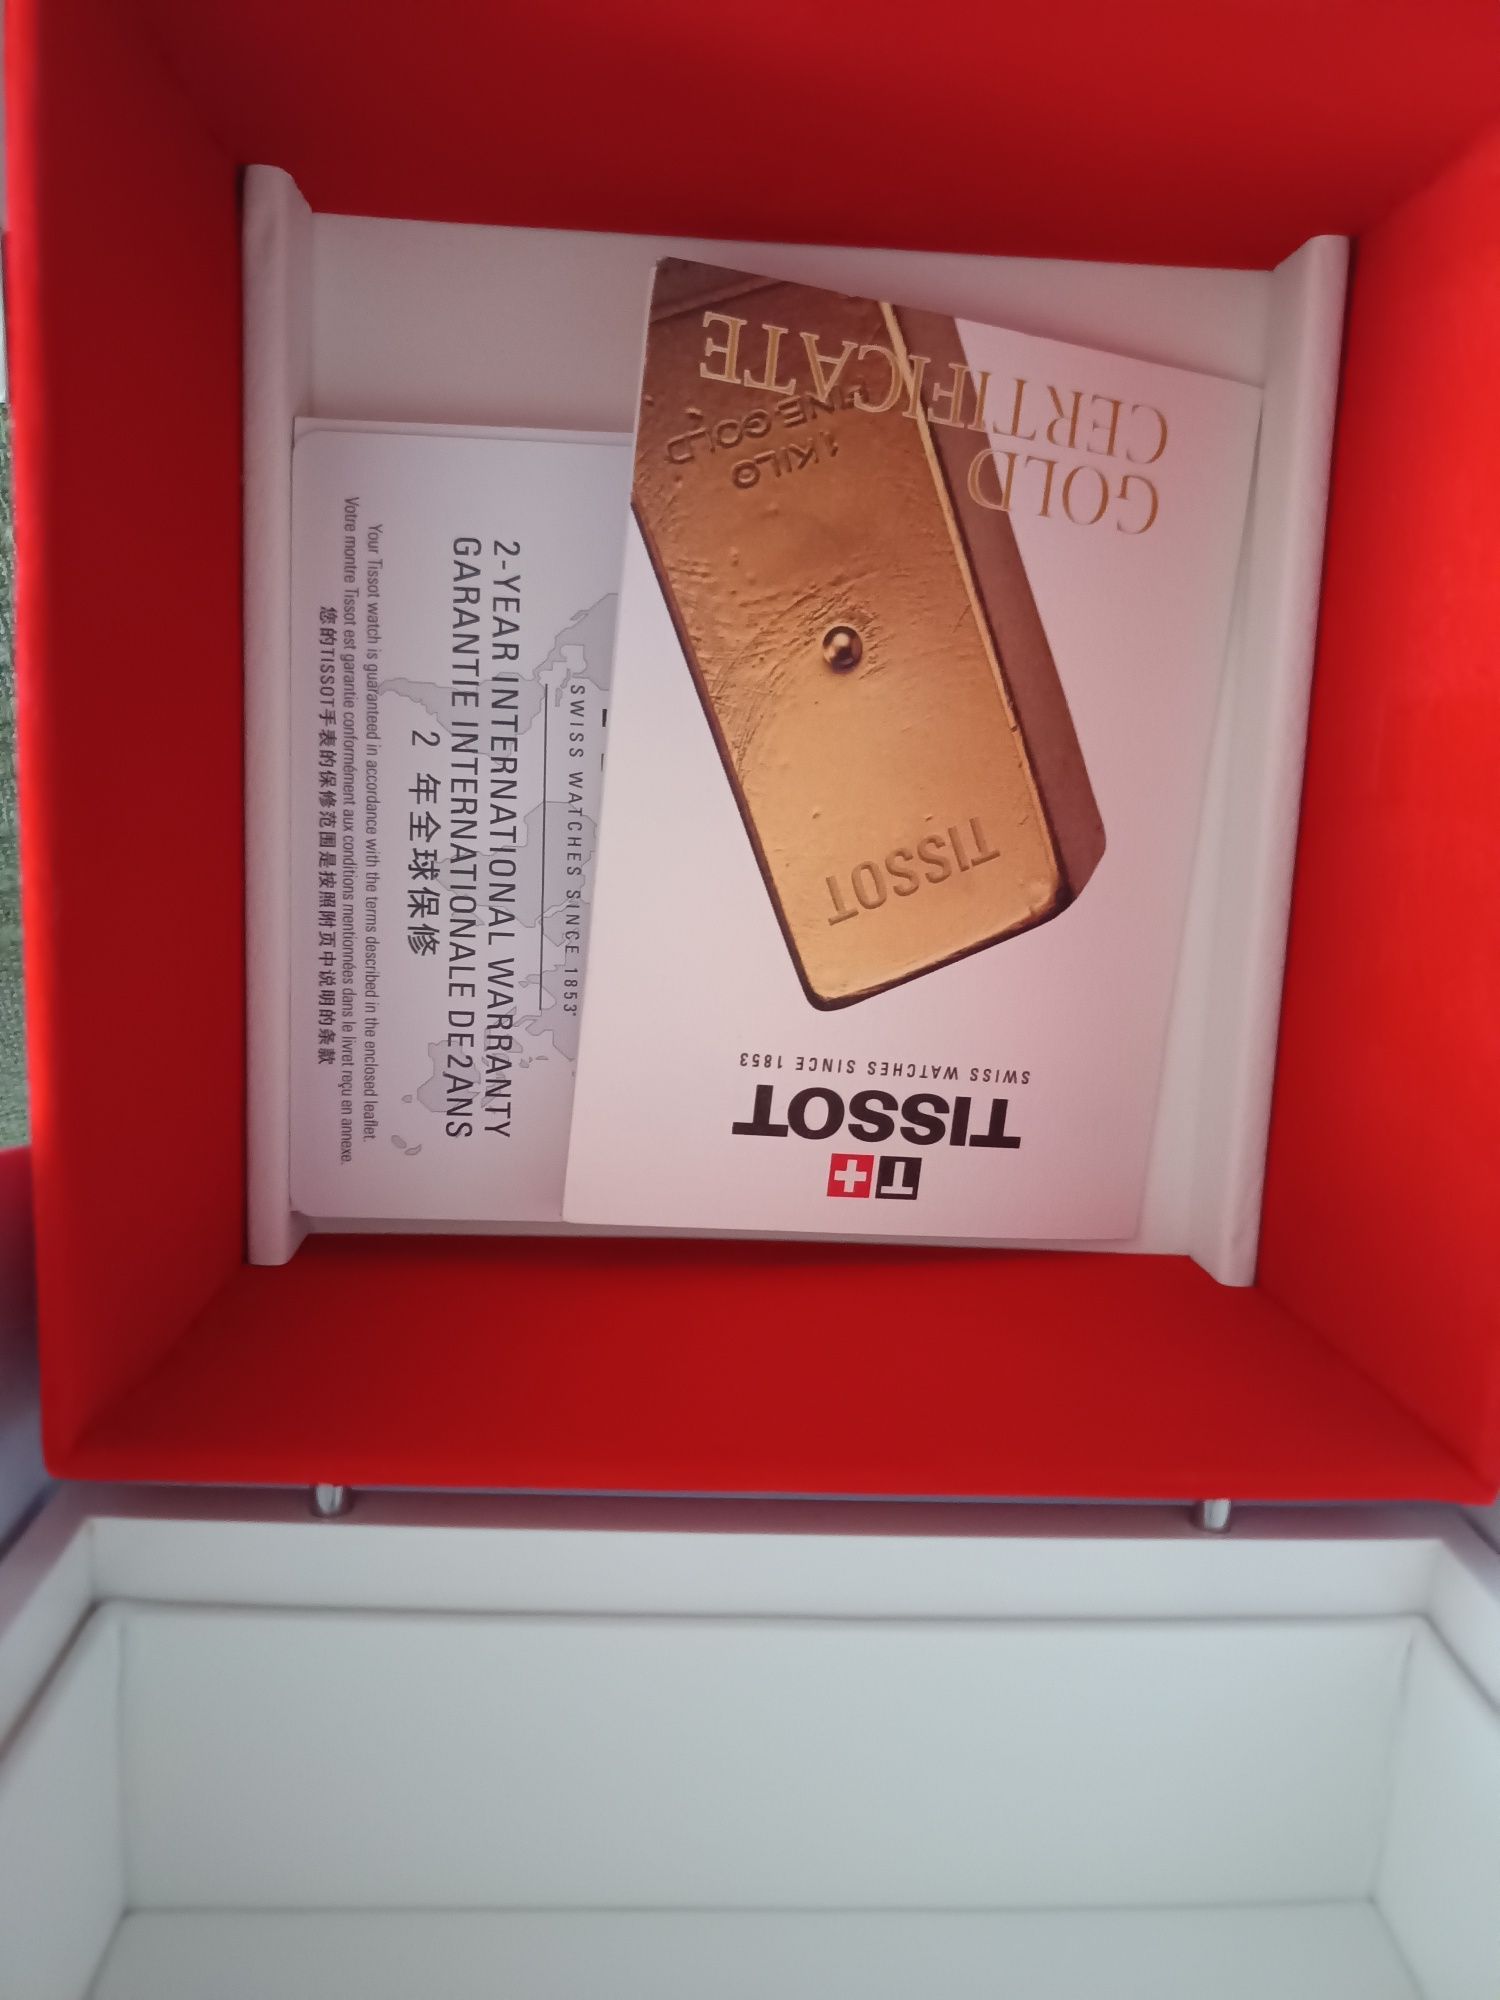 TISSOT
SWISS WATCHES SINCE 1853
TISSOT
1 KILO
FINE GOLD
GOLD
CERTIFICATE
SWISS WATCHES SINCE 1853
2-YEAR INTERNATIONAL WARRANTY
GARANTIE INTERNATIONALE DE2ANS
2 年全球保修
Your Tissot watch is guaranteed in accordance with the terms described in the enclosed leaflet.
Votre montre Tissot est garantie conformément aux conditions mentionnées dans le livret reçu en annexe.
您的TISSOT手表的保修范围是按照附页中说明的条款